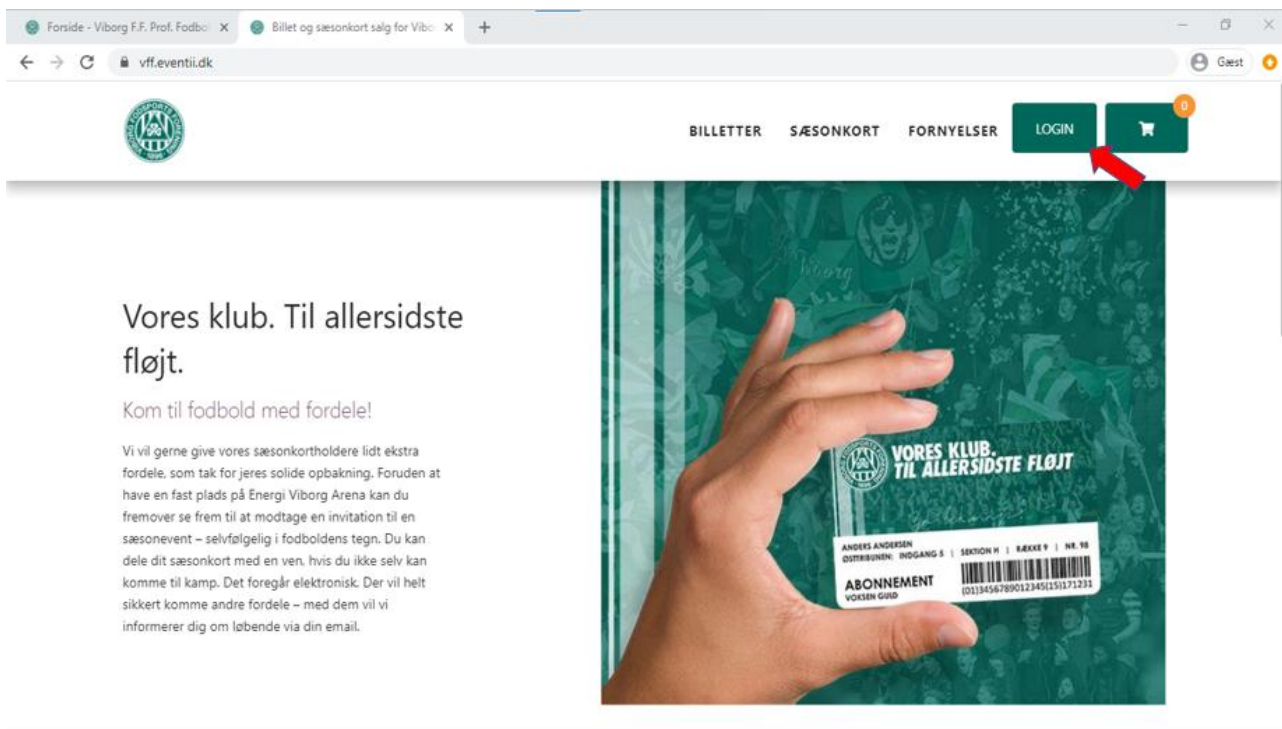 Forside - Viborg F.F. Prof. Fodbol
Billet og sæsonkort salg for Vibo
vff.eventii.dk
Gæst
VIBORG FODSPORTS FORENING
1896
BILLETTER SÆSONKORT FORNYELSER LOGIN
0
Vores klub. Til allersidste
fløjt.
Kom til fodbold med fordele!
Vi vil gerne give vores sæsonkortholdere lidt ekstra
fordele, som tak for jeres solide opbakning. Foruden at
have en fast plads på Energi Viborg Arena kan du
fremover se frem til at modtage en invitation til en
sæsonevent – selvfølgelig i fodboldens tegn. Du kan
dele dit sæsonkort med en ven, hvis du ikke selv kan
komme til kamp. Det foregår elektronisk. Der vil helt
sikkert komme andre fordele – med dem vil vi
informerer dig om løbende via din email.
Viborg
VORES KLUB.
TIL ALLERSIDSTE FLØJT
ANDERS ANDERSEN
ØSTTRIBUNEN: INDGANG 5 | SEKTION H | RÆKKE 9 | NR. 98
ABONNEMENT
VOKSEN GULD
(01)3456789012345(15)171231